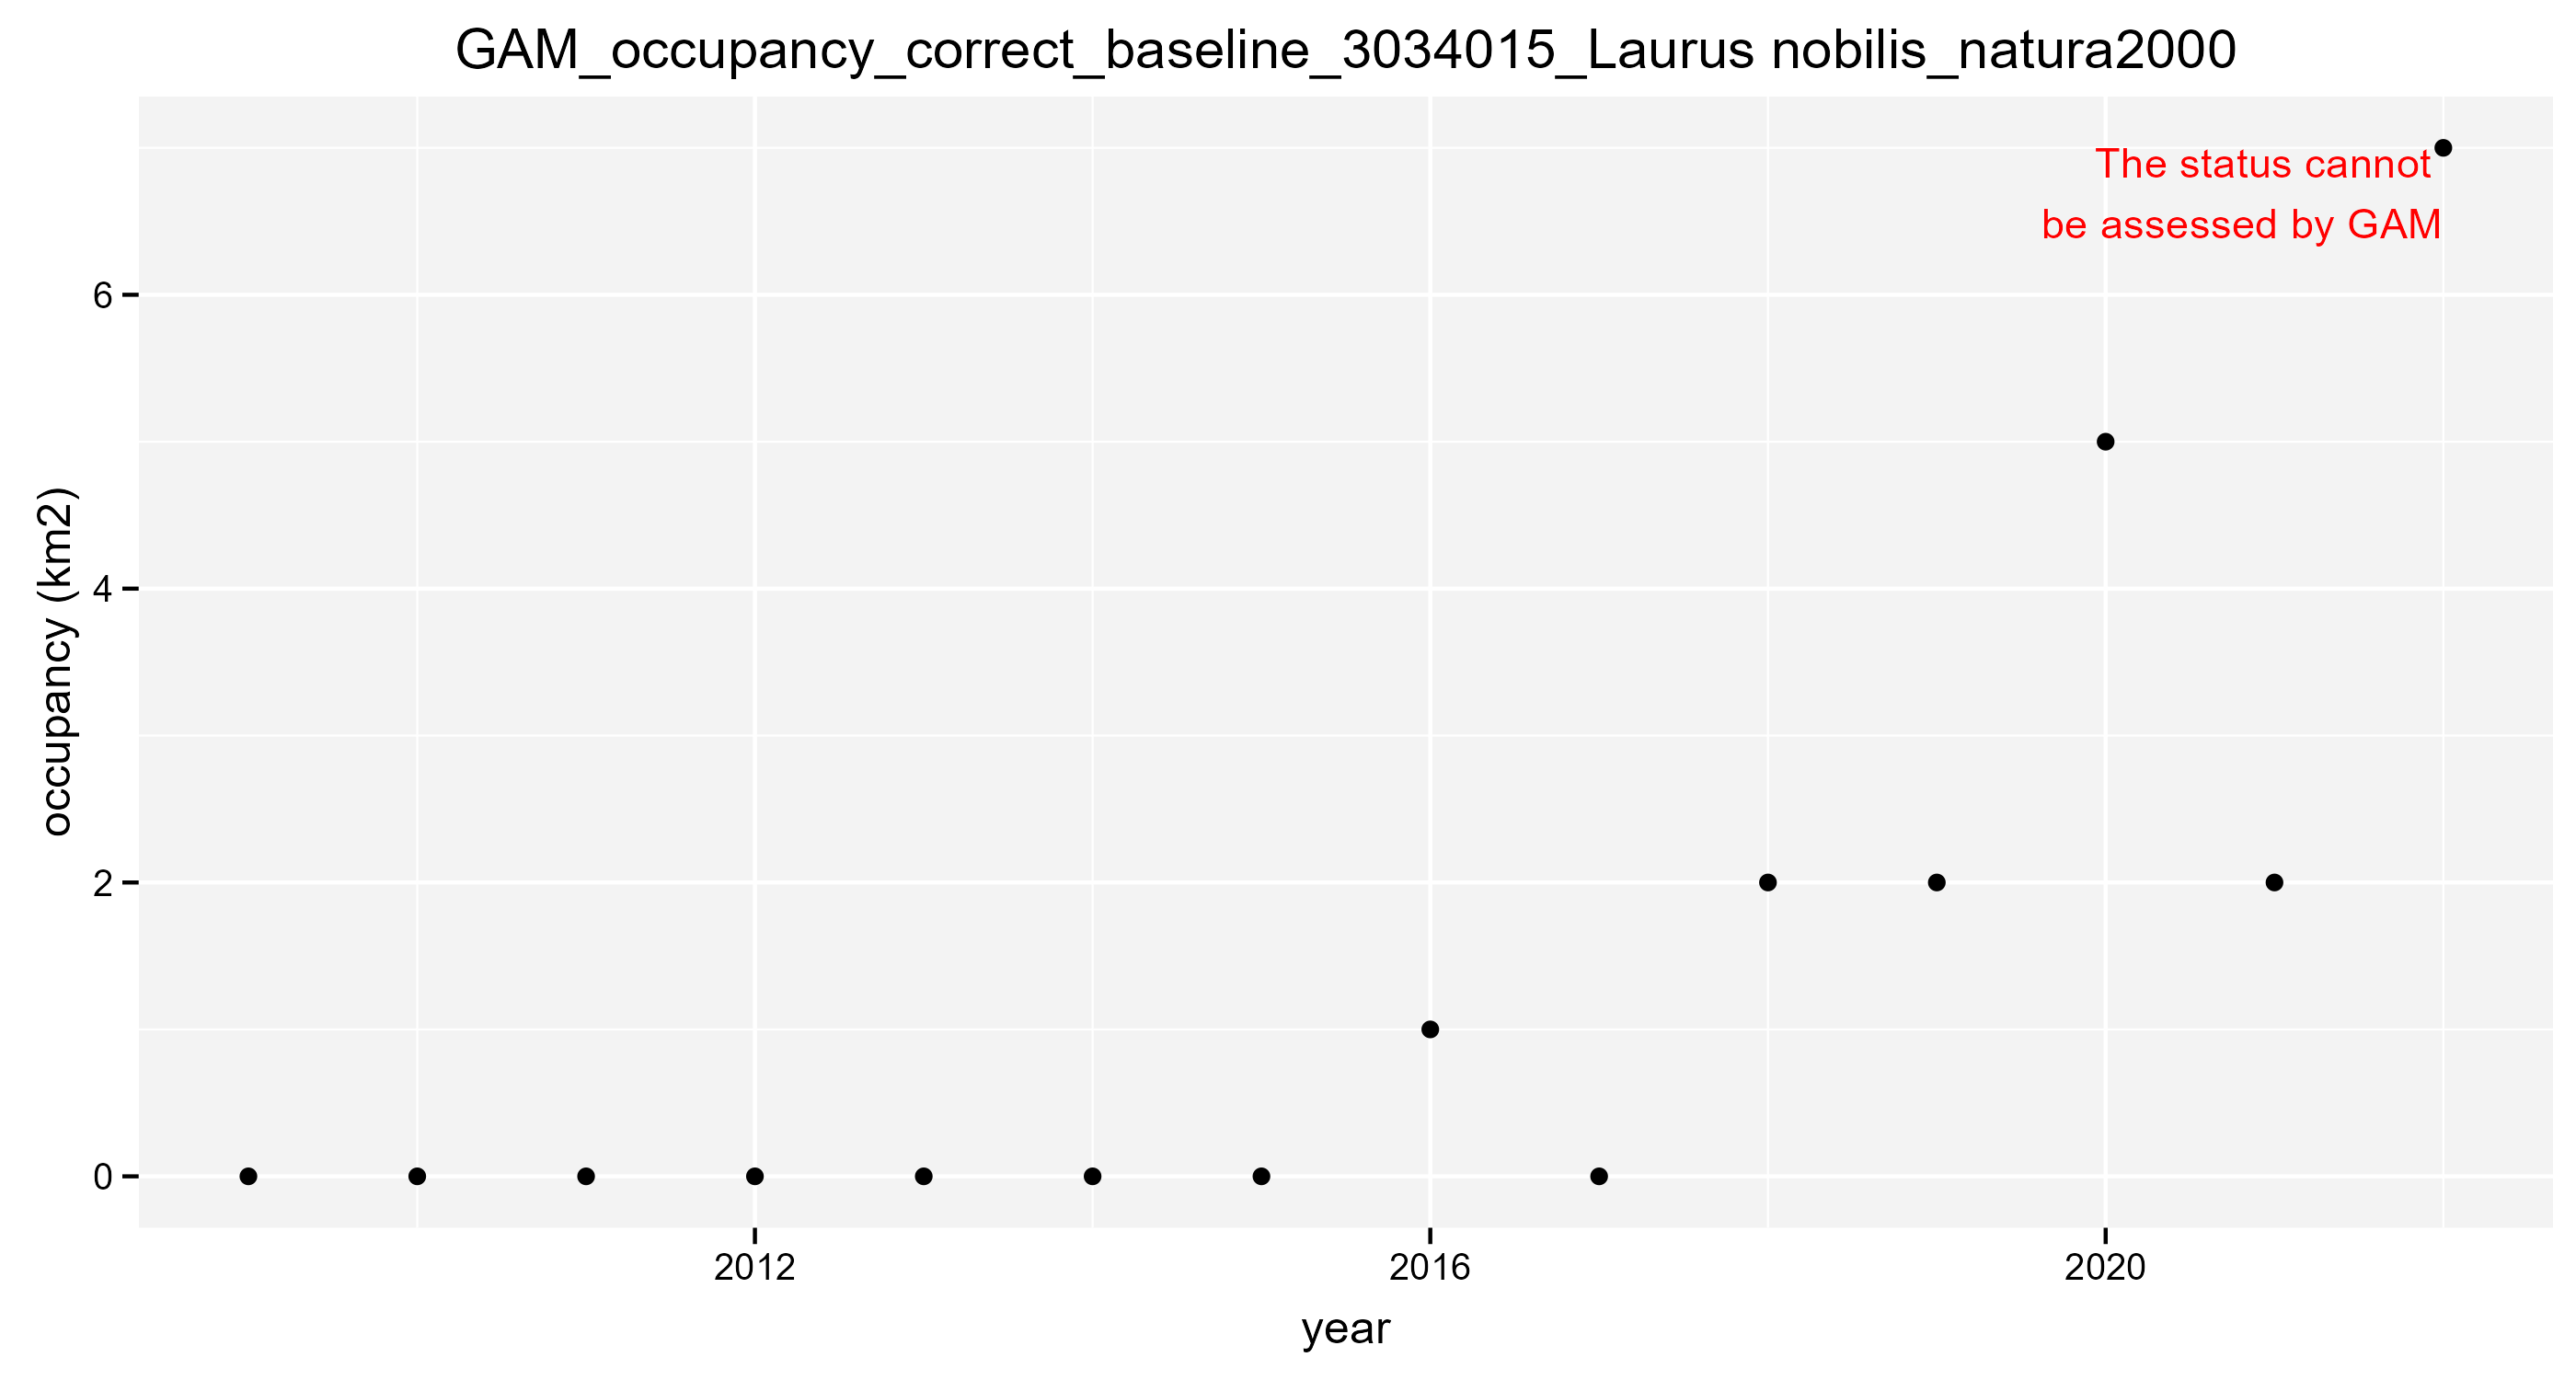 GAM_occupancy_correct_baseline_3034015_Laurus nobilis_natura2000
The status cannot
be assessed by GAM
occupancy (km2)
6
4
2
0
2012
2016
2020
year